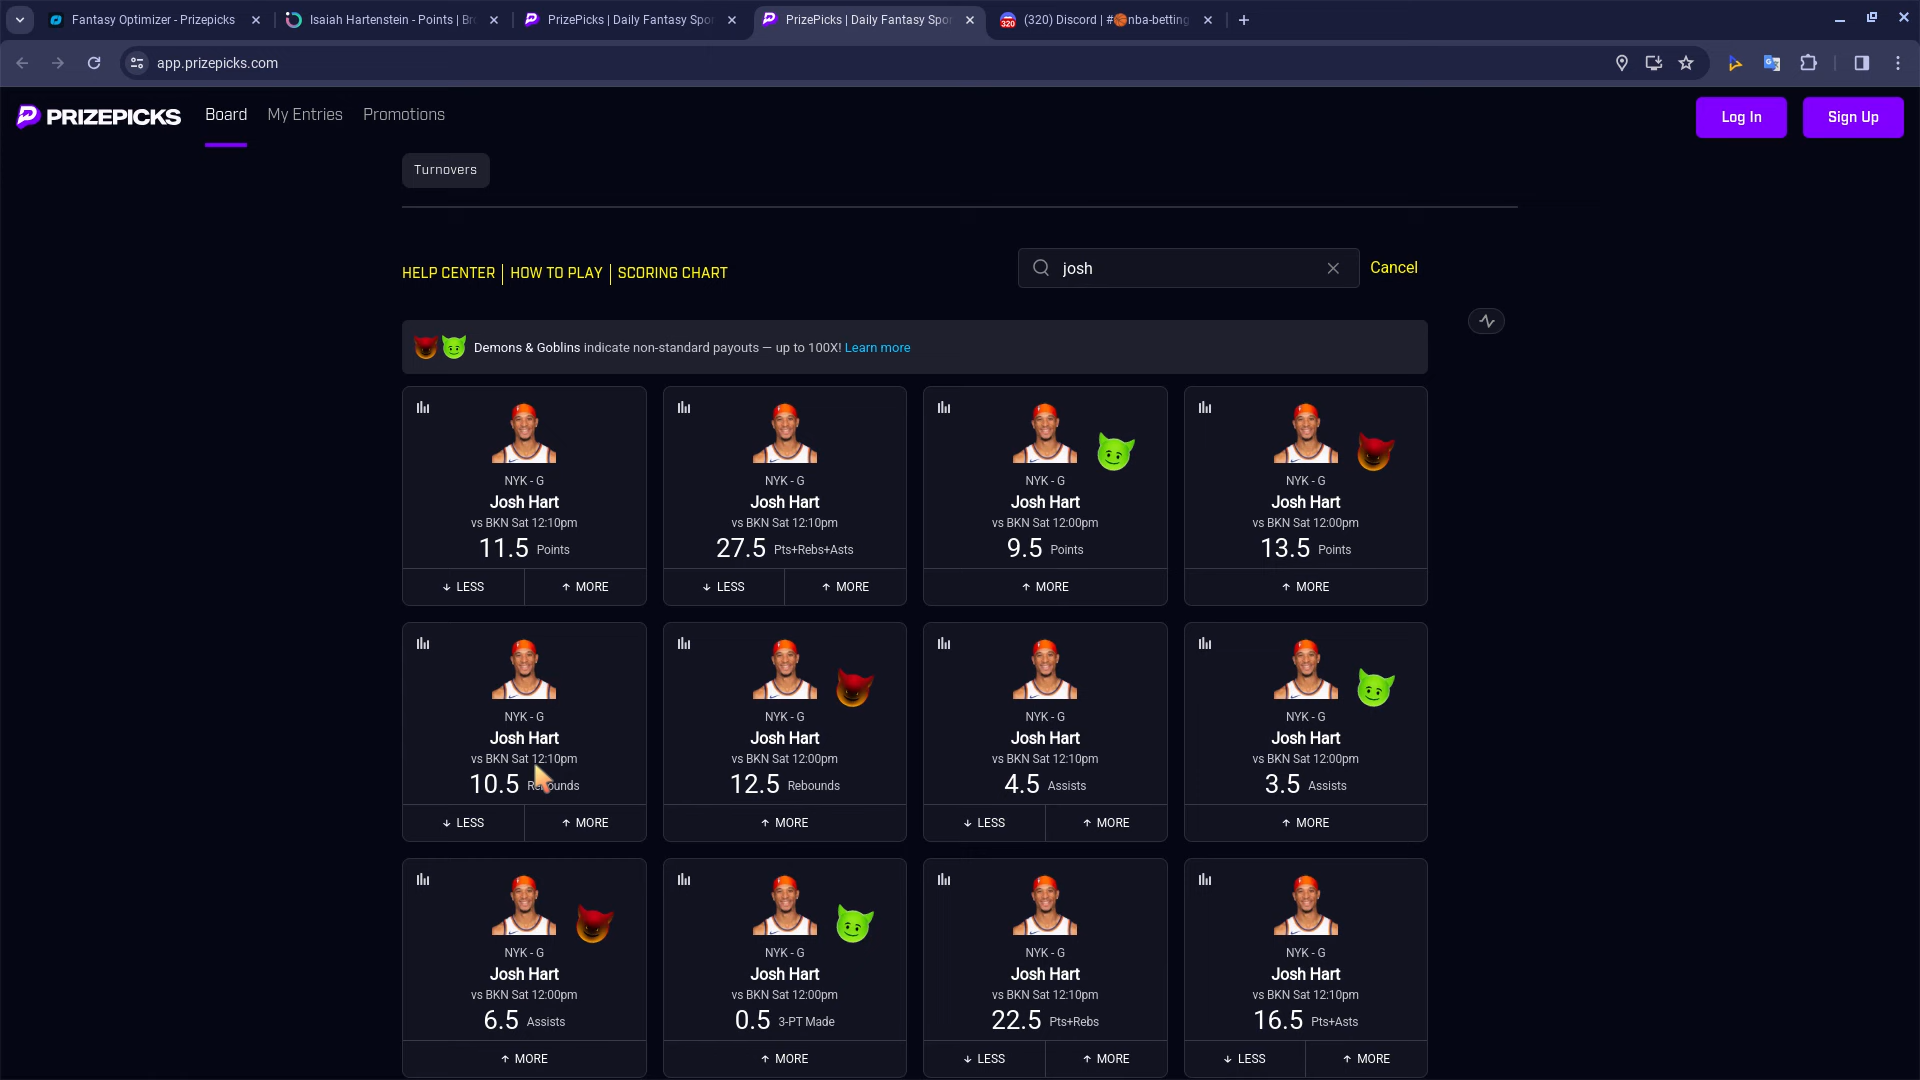 Fantasy Optimizer - Prizepicks
Isaiah Hartenstein - Points | Br
PrizePicks | Daily Fantasy Spor
PrizePicks | Daily Fantasy Spor
320
(320) Discord | #🏀nba-betting
app.prizepicks.com
PRIZEPICKS
Board
My Entries
Promotions
Log In
Sign Up
Turnovers
HELP CENTER | HOW TO PLAY | SCORING CHART
josh
Cancel
Demons & Goblins indicate non-standard payouts — up to 100X! Learn more
NYK - G
Josh Hart
vs BKN Sat 12:10pm
11.5 Points
↓ LESS
↑ MORE
NYK - G
Josh Hart
vs BKN Sat 12:10pm
27.5 Pts+Rebs+Asts
↓ LESS
↑ MORE
NYK - G
Josh Hart
vs BKN Sat 12:00pm
9.5 Points
↑ MORE
NYK - G
Josh Hart
vs BKN Sat 12:00pm
13.5 Points
↑ MORE
NYK - G
Josh Hart
vs BKN Sat 12:10pm
10.5 Rebounds
↓ LESS
↑ MORE
NYK - G
Josh Hart
vs BKN Sat 12:00pm
12.5 Rebounds
↑ MORE
NYK - G
Josh Hart
vs BKN Sat 12:10pm
4.5 Assists
↓ LESS
↑ MORE
NYK - G
Josh Hart
vs BKN Sat 12:00pm
3.5 Assists
↑ MORE
NYK - G
Josh Hart
vs BKN Sat 12:00pm
6.5 Assists
↑ MORE
NYK - G
Josh Hart
vs BKN Sat 12:00pm
0.5 3-PT Made
↑ MORE
NYK - G
Josh Hart
vs BKN Sat 12:10pm
22.5 Pts+Rebs
↓ LESS
↑ MORE
NYK - G
Josh Hart
vs BKN Sat 12:10pm
16.5 Pts+Asts
↓ LESS
↑ MORE